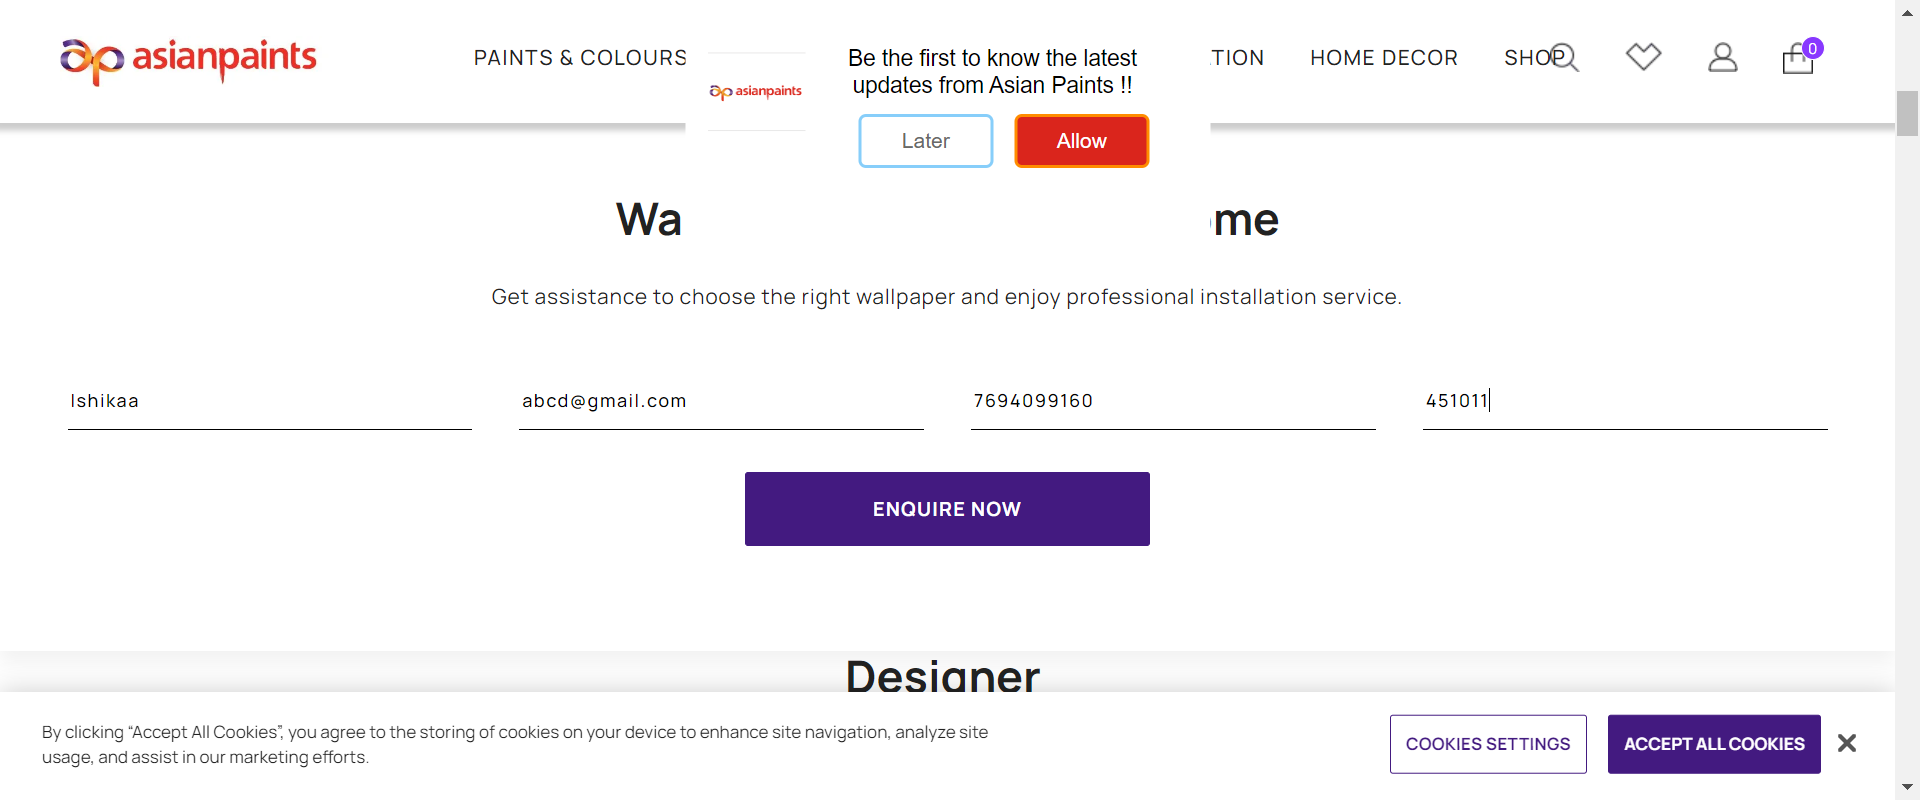 asianpaints
PAINTS & COLOURS
TION
HOME DECOR
SHOP
0
asianpaints
Be the first to know the latest
updates from Asian Paints !!
Later
Allow
Wa
me
Get assistance to choose the right wallpaper and enjoy professional installation service.
Ishikaa
abcd@gmail.com
7694099160
451011
ENQUIRE NOW
Designer
By clicking “Accept All Cookies”, you agree to the storing of cookies on your device to enhance site navigation, analyze site
usage, and assist in our marketing efforts.
COOKIES SETTINGS
ACCEPT ALL COOKIES